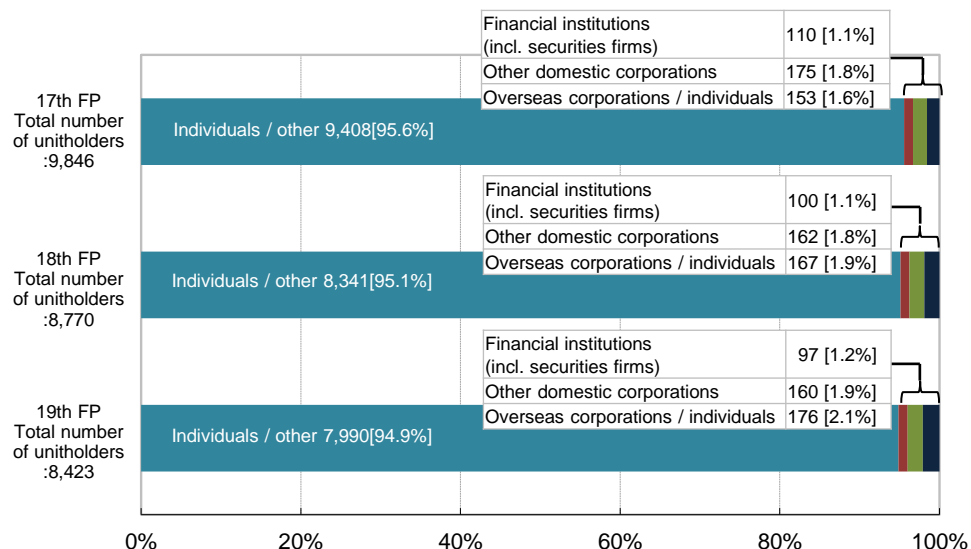 Financial institutions
(incl. securities firms) 110 [1.1%]
Other domestic corporations 175 [1.8%]
Overseas corporations / individuals 153 [1.6%]
17th FP
Total number
of unitholders
:9,846
Individuals / other 9,408[95.6%]
Financial institutions
(incl. securities firms) 100 [1.1%]
Other domestic corporations 162 [1.8%]
Overseas corporations / individuals 167 [1.9%]
18th FP
Total number
of unitholders
:8,770
Individuals / other 8,341[95.1%]
Financial institutions
(incl. securities firms) 97 [1.2%]
Other domestic corporations 160 [1.9%]
Overseas corporations / individuals 176 [2.1%]
19th FP
Total number
of unitholders
:8,423
Individuals / other 7,990[94.9%]
0% 20% 40% 60% 80% 100%